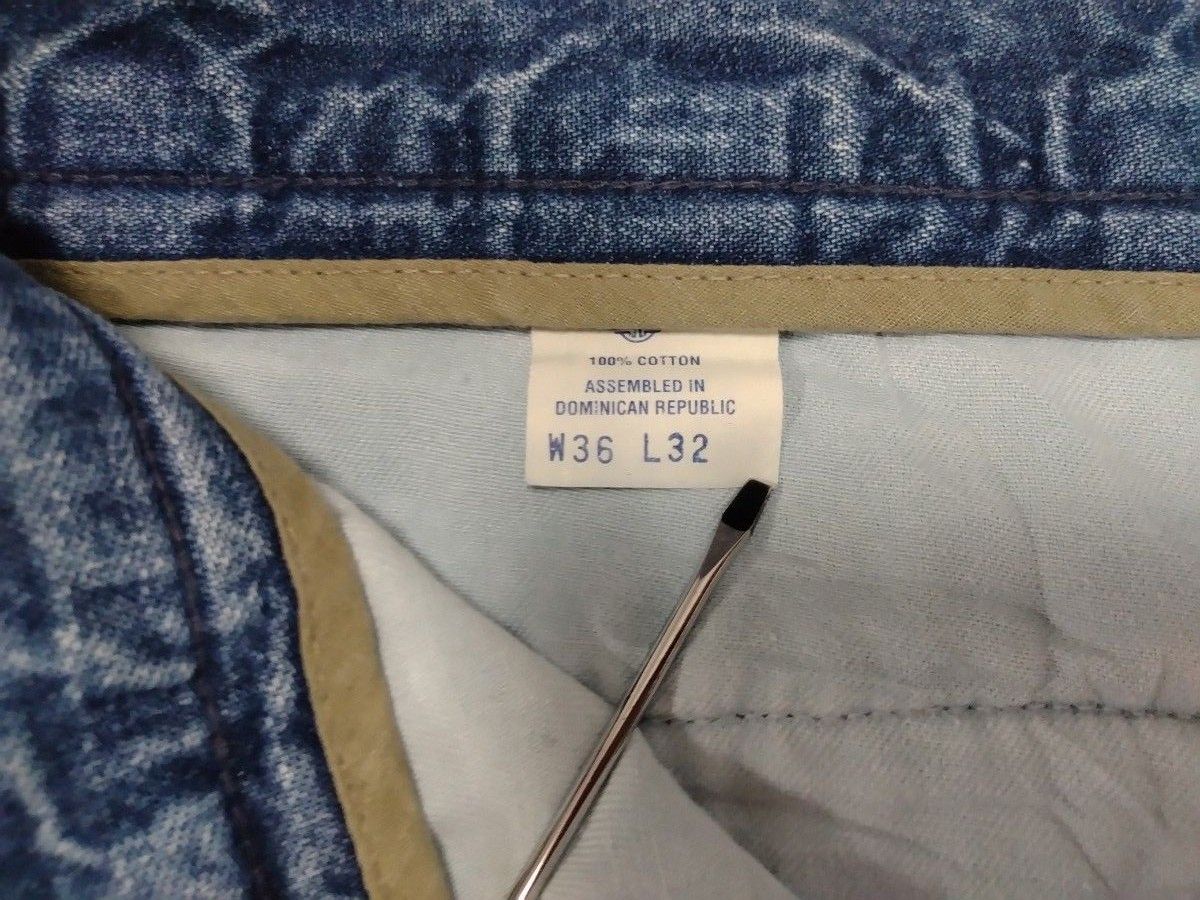 100% COTTON
ASSEMBLED IN
DOMINICAN REPUBLIC
W36 L32